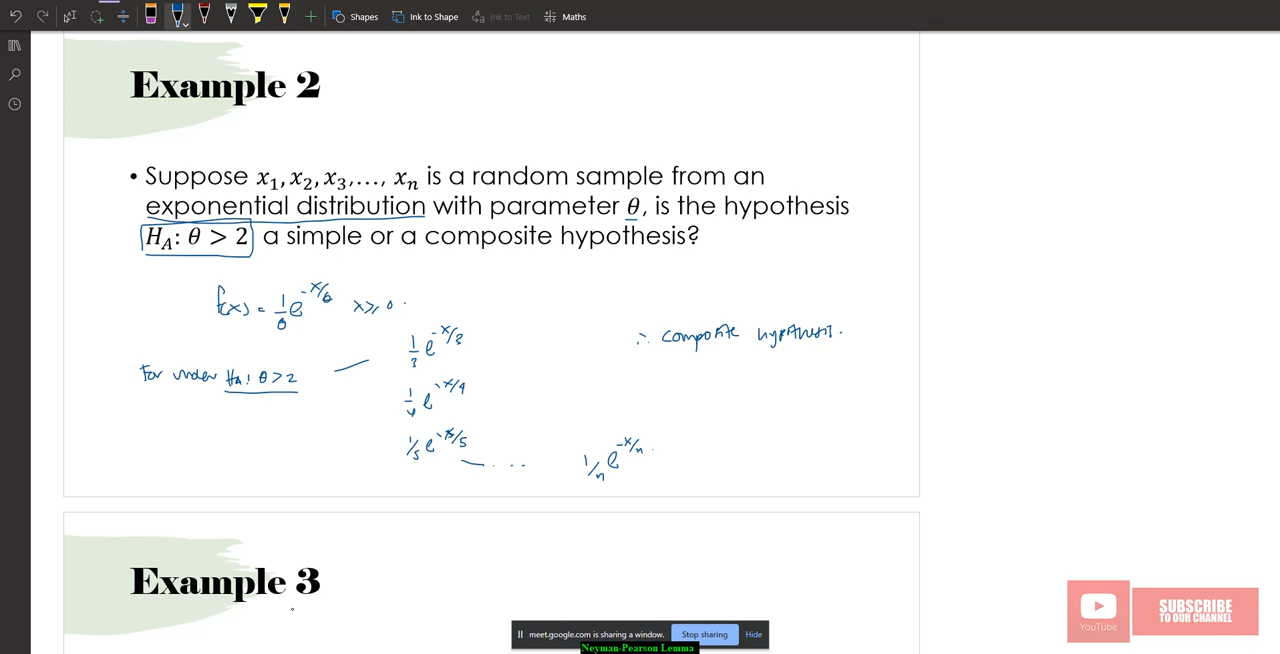 Shapes Ink to Shape Ink to Text Maths
Example 2
• Suppose x₁, x₂, x₃,…, xₙ is a random sample from an
exponential distribution with parameter θ, is the hypothesis
H_A: θ > 2 a simple or a composite hypothesis?
f(x) = 1/θ e^{-x/θ} x ≥ 0.
1/3 e^{-x/3}
∴ composite hypothesis.
For under H_A: θ > 2
1/4 e^{-x/4}
1/5 e^{-x/5} .... 1/n e^{-x/n}.
Example 3
YouTube
SUBSCRIBE
TO OUR CHANNEL
meet.google.com is sharing a window. Stop sharing Hide
Neyman-Pearson Lemma